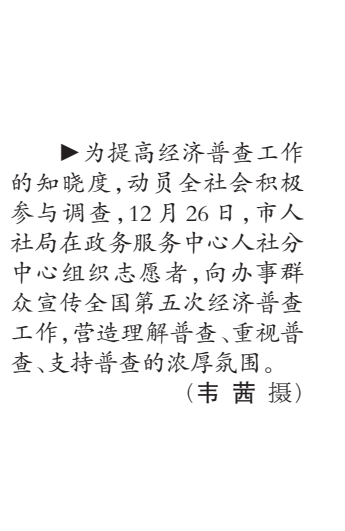 ▶为提高经济普查工作
的知晓度,动员全社会积极
参与调查,12月26日,市人
社局在政务服务中心人社分
中心组织志愿者,向办事群
众宣传全国第五次经济普查
工作,营造理解普查、重视普
查、支持普查的浓厚氛围。
(韦 茜 摄)